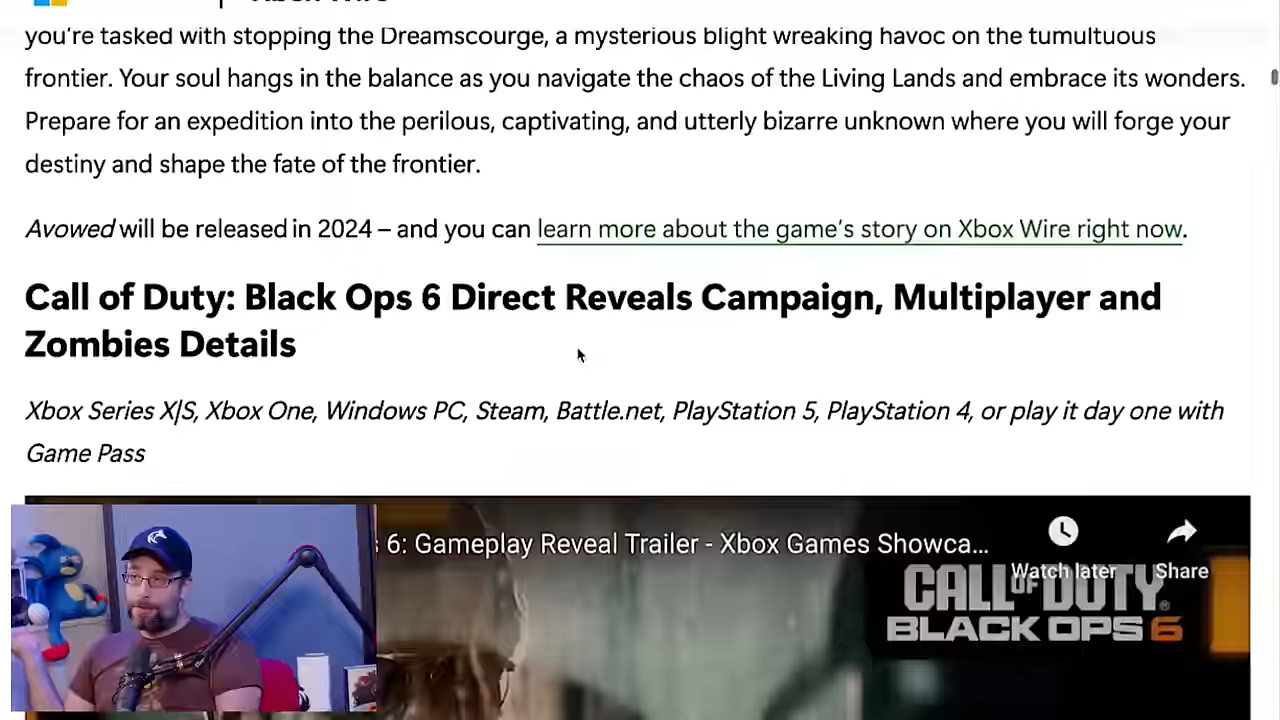 you're tasked with stopping the Dreamscourge, a mysterious blight wreaking havoc on the tumultuous
frontier. Your soul hangs in the balance as you navigate the chaos of the Living Lands and embrace its wonders.
Prepare for an expedition into the perilous, captivating, and utterly bizarre unknown where you will forge your
destiny and shape the fate of the frontier.
Avowed will be released in 2024 – and you can learn more about the game's story on Xbox Wire right now.
Call of Duty: Black Ops 6 Direct Reveals Campaign, Multiplayer and
Zombies Details
Xbox Series X|S, Xbox One, Windows PC, Steam, Battle.net, PlayStation 5, PlayStation 4, or play it day one with
Game Pass
6: Gameplay Reveal Trailer - Xbox Games Showca...
Watch later
Share
CALL OF DUTY®
BLACK OPS 6